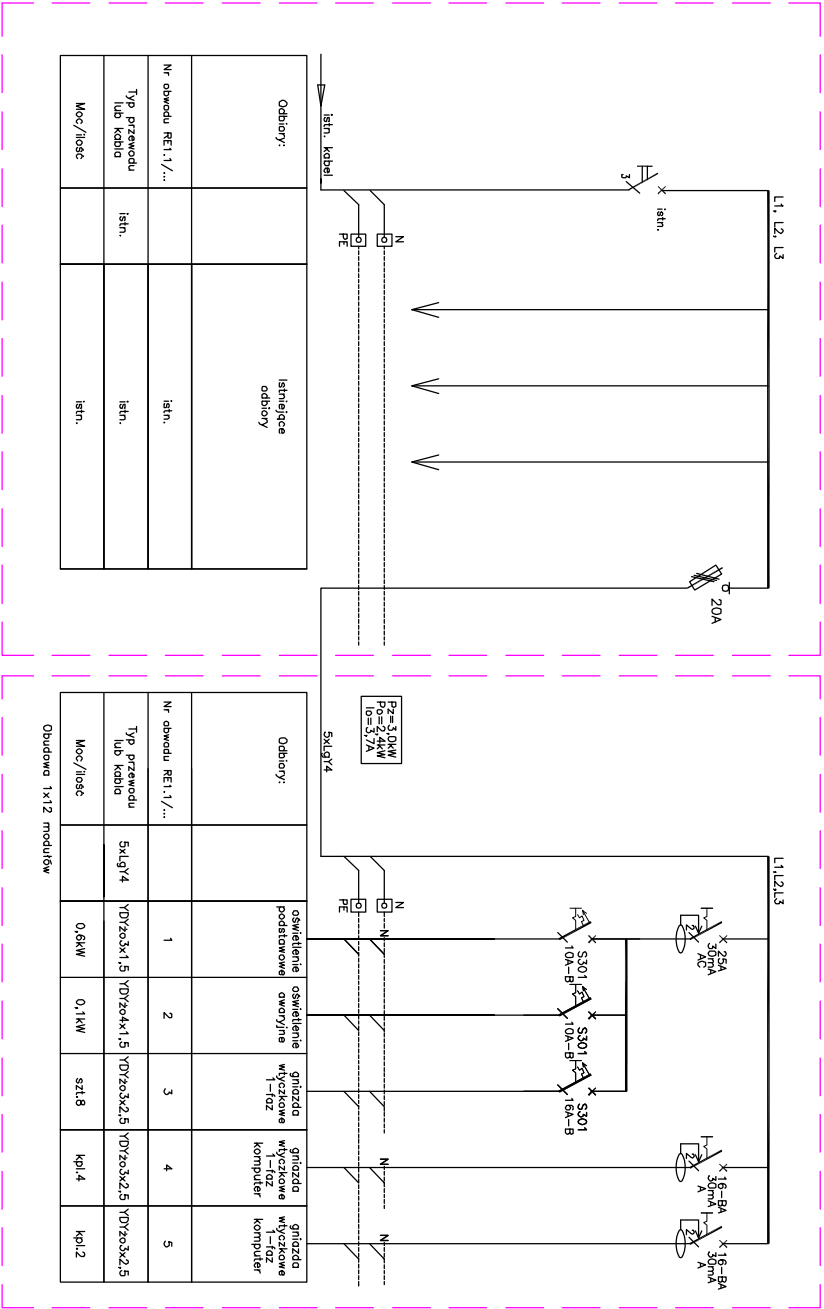 L1, L2, L3
istn.
3
istn. kabel
N
PE
20A
Odbiory:
Istniejące
odbiory
Nr obwodu RE1.1/...
istn.
Typ przewodu
lub kabla
istn.
istn.
Moc/ilość
istn.
L1,L2,L3
25A
30mA
AC
2
16-BA
30mA
A
2
16-BA
30mA
A
2
S301
10A-B
S301
10A-B
S301
16A-B
Pz=3,0kW
Po=2,4kW
Io=3,7A
5xLgY4
N
PE
N
N
N
Odbiory:
oświetlenie
podstawowe
oświetlenie
awaryjne
gniazda
wtyczkowe
1-faz
gniazda
wtyczkowe
1-faz
komputer
gniazda
wtyczkowe
1-faz
komputer
Nr obwodu RE1.1/...
1
2
3
4
5
Typ przewodu
lub kabla
5xLgY4
YDYżo3x1,5
YDYżo4x1,5
YDYżo3x2,5
YDYżo3x2,5
YDYżo3x2,5
Moc/ilość
0,6kW
0,1kW
szt.8
kpl.4
kpl.2
Obudowa 1x12 modułów